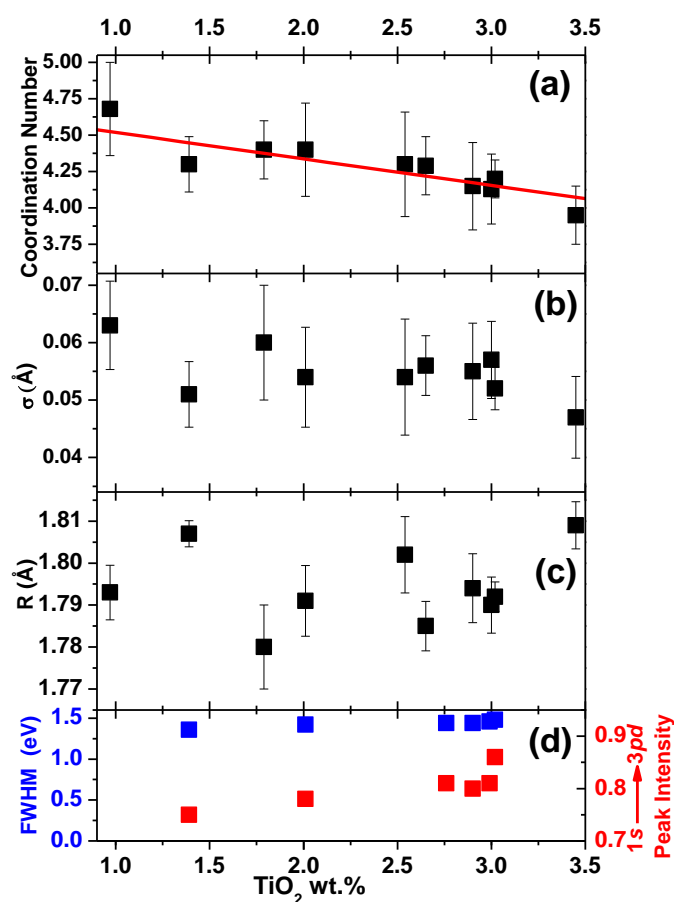 1.0 1.5 2.0 2.5 3.0 3.5
(a)
Coordination Number
5.00
4.75
4.50
4.25
4.00
3.75
(b)
σ (Å)
0.07
0.06
0.05
0.04
(c)
R (Å)
1.81
1.80
1.79
1.78
1.77
(d)
FWHM (eV)
1.5
1.0
0.5
0.0
0.9
0.8
0.7
1s → 3pd
Peak Intensity
1.0 1.5 2.0 2.5 3.0 3.5
TiO2 wt.%